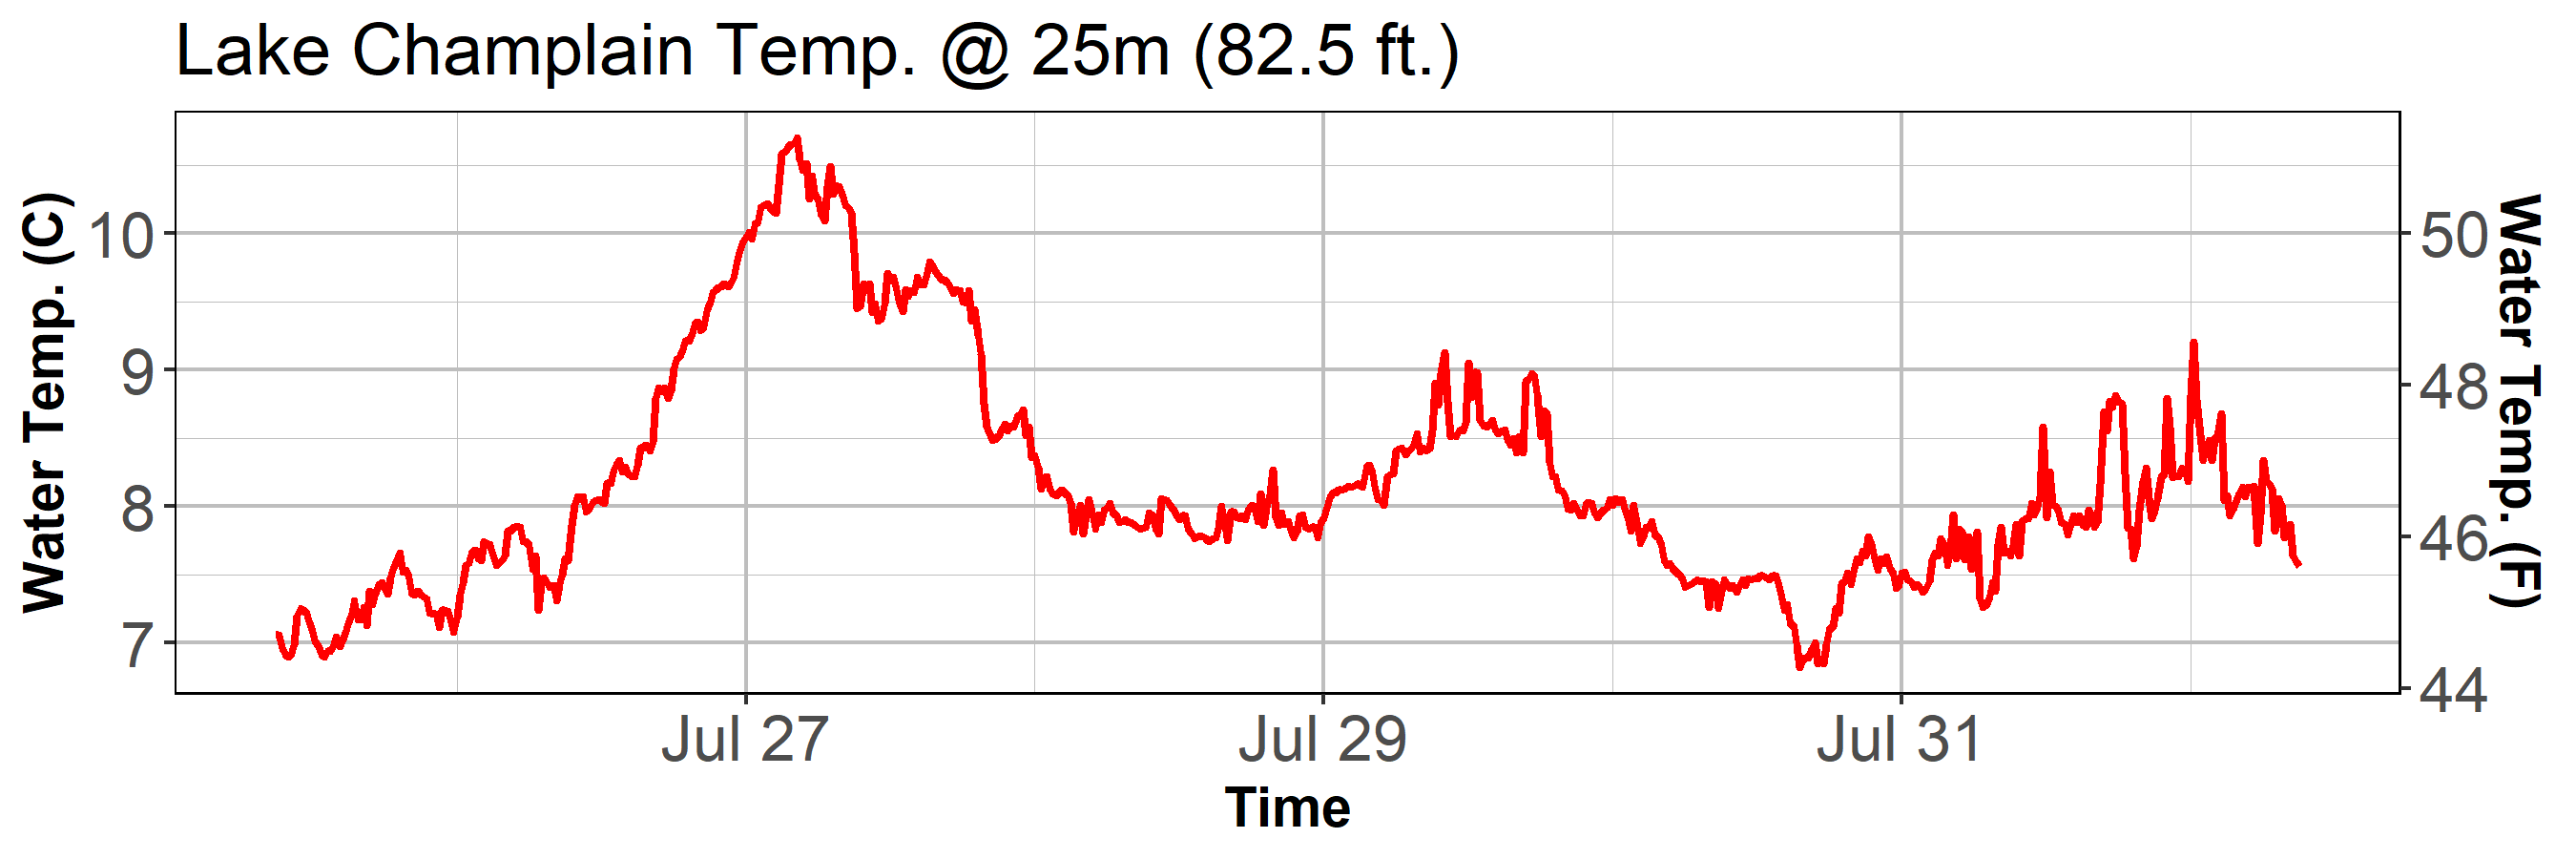 Lake Champlain Temp. @ 25m (82.5 ft.)
Water Temp. (C)
10
9
8
7
50
48
46
44
Water Temp. (F)
Jul 27
Jul 29
Jul 31
Time